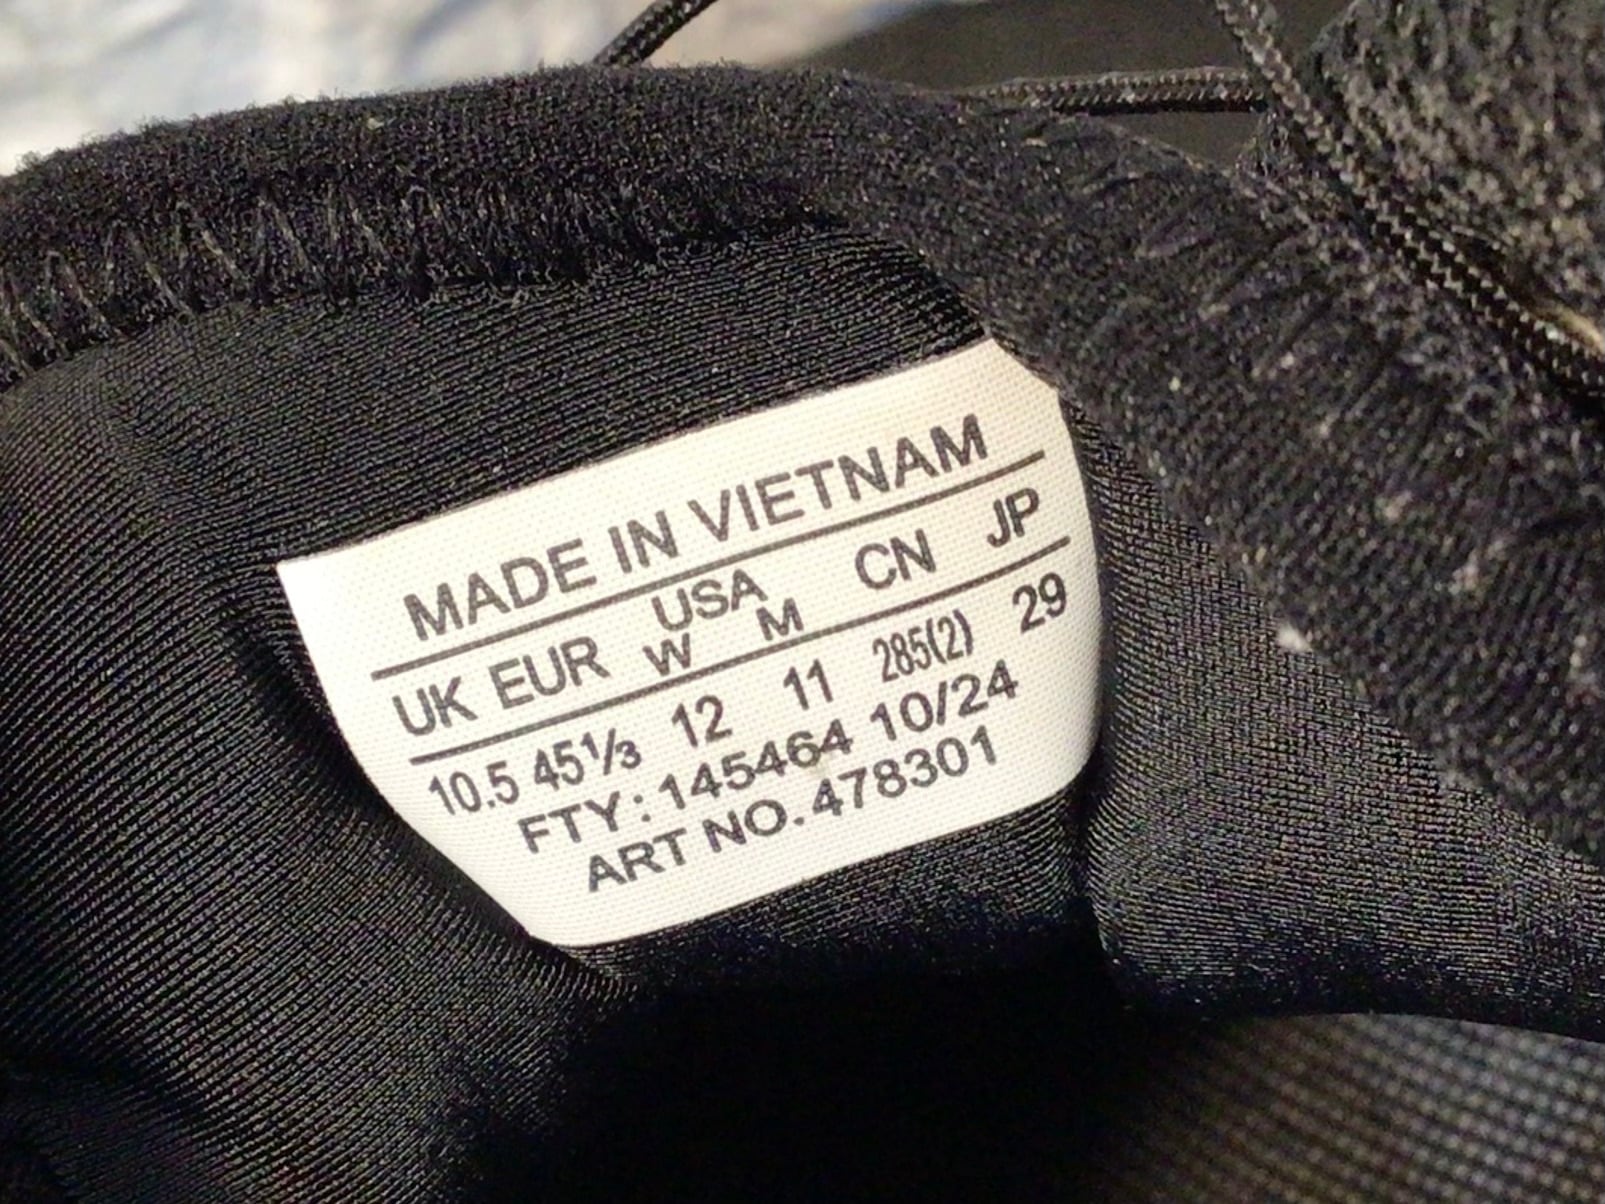 MADE IN VIETNAM
UK EUR USA CN JP
W M
10.5 45⅓ 12 11 285(2) 29
FTY: 145464 10/24
ART NO. 478301